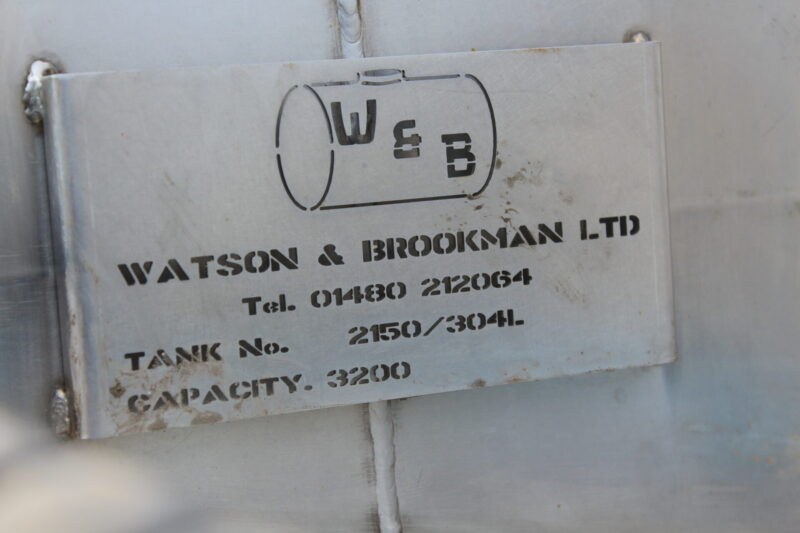 W & B
WATSON & BROOKMAN LTD
Tel. 01480 212064
TANK No. 2150/304L
CAPACITY. 3200